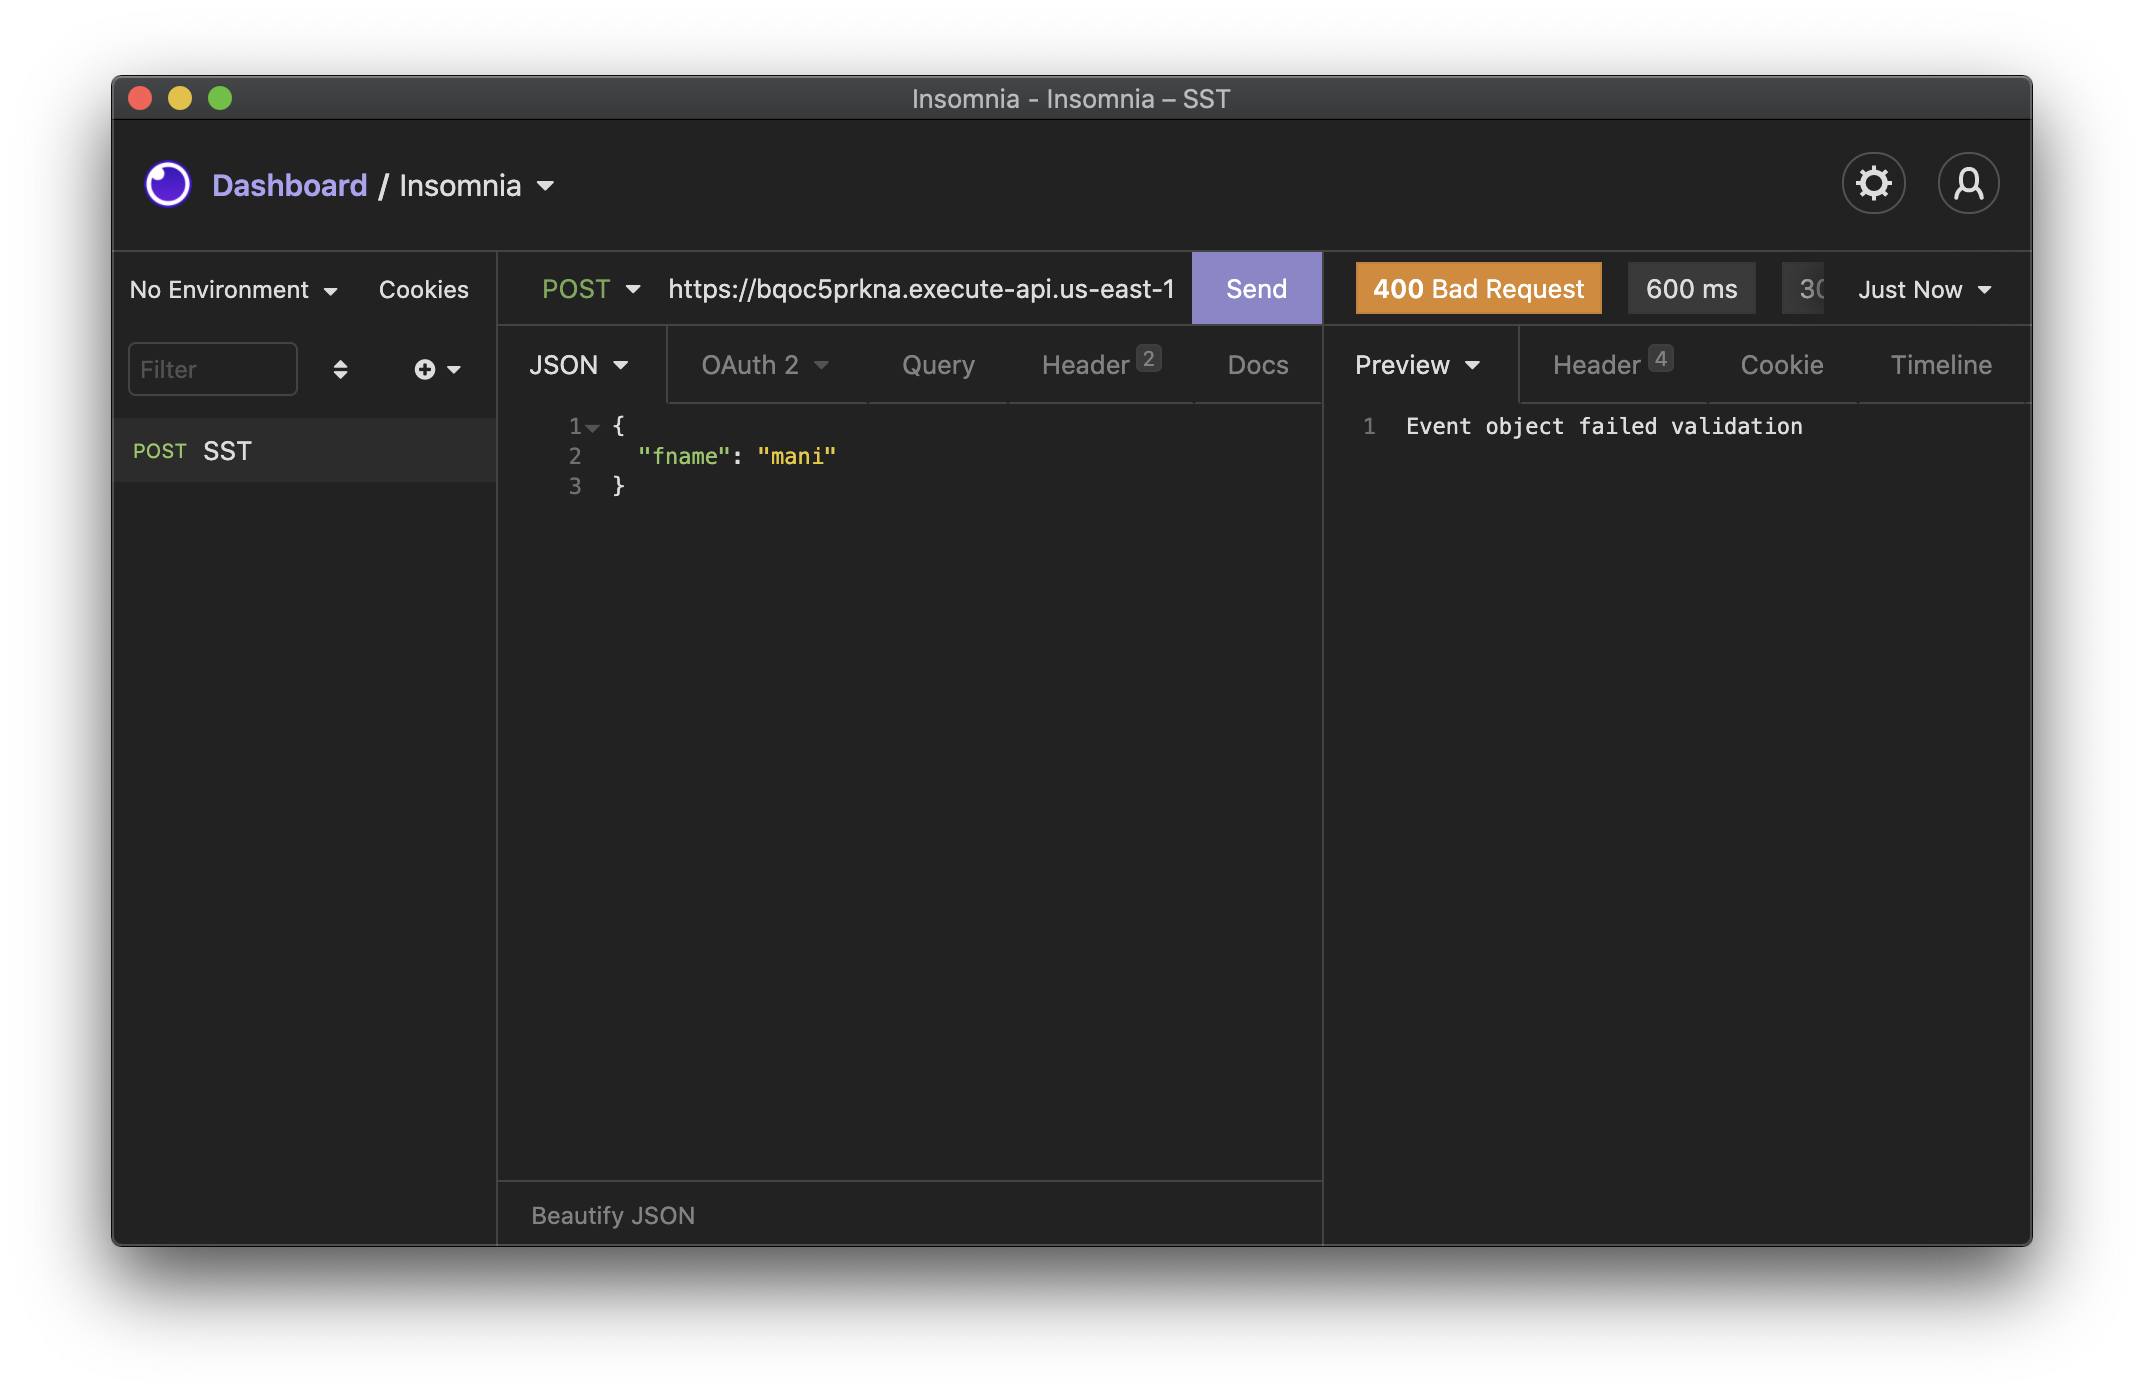 Insomnia - Insomnia – SST
Dashboard / Insomnia
No Environment
Cookies
POST
https://bqoc5prkna.execute-api.us-east-1
Send
400 Bad Request
600 ms
Just Now
Filter
JSON
OAuth 2
Query
Header 2
Docs
Preview
Header 4
Cookie
Timeline
POST SST
1 {
2 "fname": "mani"
3 }
1 Event object failed validation
Beautify JSON